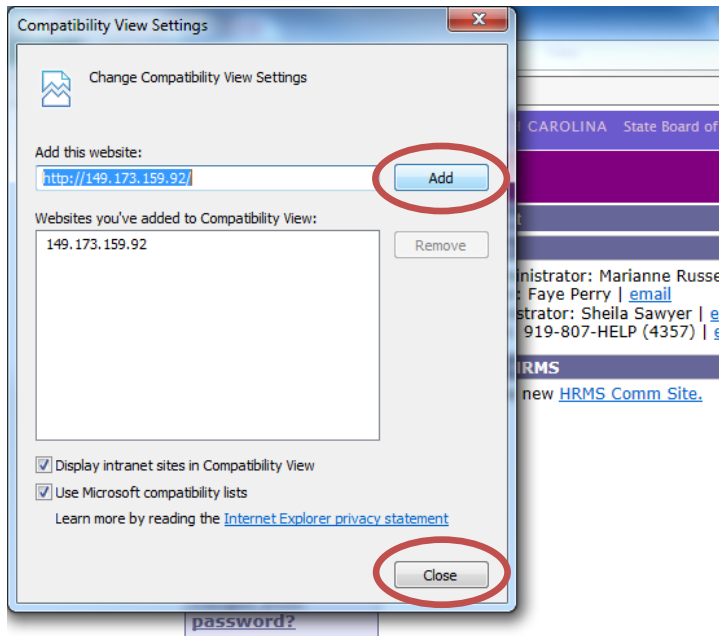 Compatibility View Settings
Change Compatibility View Settings
CAROLINA State Board of
Add this website:
http://149.173.159.92/
Add
Websites you've added to Compatibility View:
149.173.159.92
Remove
inistrator: Marianne Russe
: Faye Perry | email
strator: Sheila Sawyer | e
919-807-HELP (4357) | e
HRMS
new HRMS Comm Site.
Display intranet sites in Compatibility View
Use Microsoft compatibility lists
Learn more by reading the Internet Explorer privacy statement
Close
password?